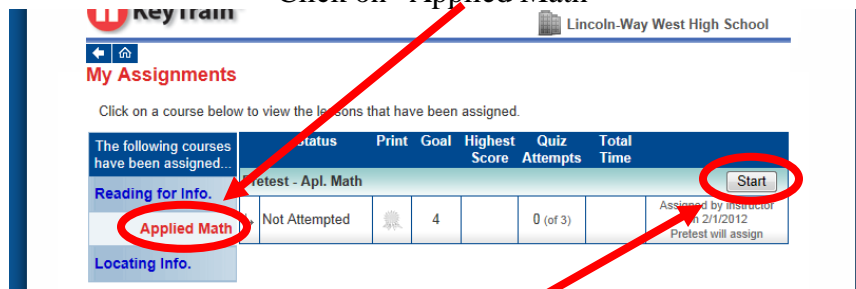 Click on "Applied Math"
KeyTrain
Lincoln-Way West High School
My Assignments
Click on a course below to view the lessons that have been assigned.
The following courses have been assigned...
Status Print Goal Highest Score Quiz Attempts Total Time
Pretest - Apl. Math Start
Reading for Info.
Applied Math
Locating Info.
Not Attempted 4 0 (of 3)
Assigned by instructor
on 2/1/2012
Pretest will assign